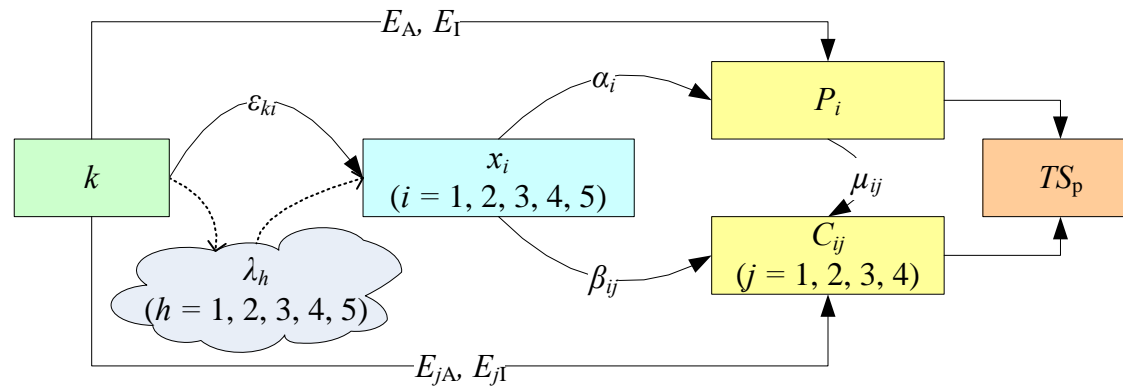 E_A, E_I
α_i
P_i
ε_ki
k
x_i
(i = 1, 2, 3, 4, 5)
μ_ij
TS_p
λ_h
(h = 1, 2, 3, 4, 5)
β_ij
C_ij
(j = 1, 2, 3, 4)
E_jA, E_jI